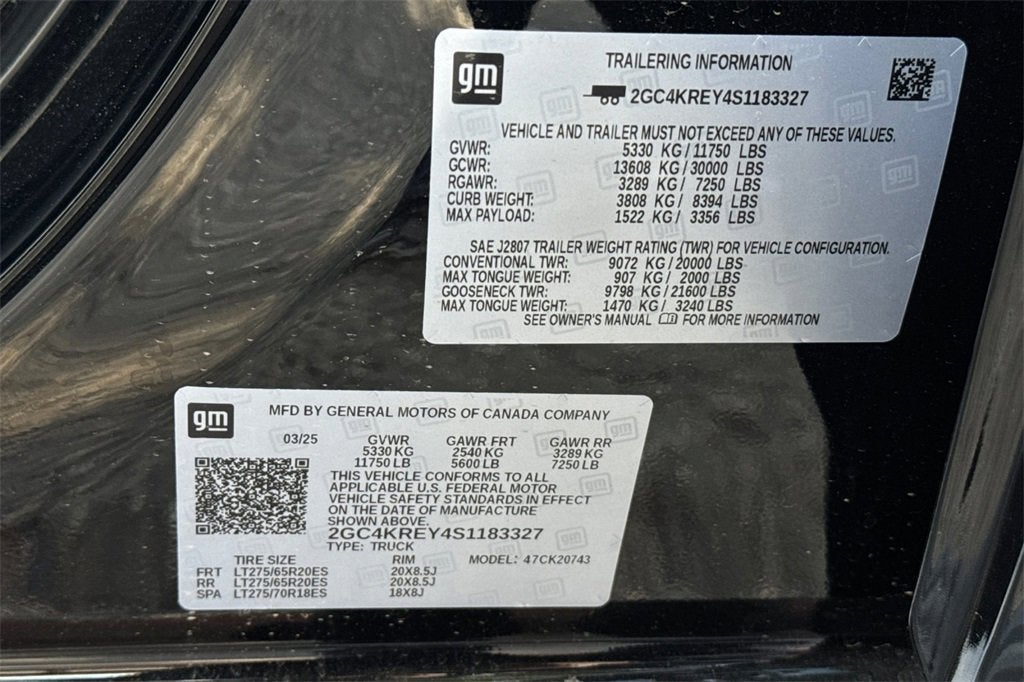 gm
TRAILERING INFORMATION
2GC4KREY4S1183327
VEHICLE AND TRAILER MUST NOT EXCEED ANY OF THESE VALUES.
GVWR: 5330 KG / 11750 LBS
GCWR: 13608 KG / 30000 LBS
RGAWR: 3289 KG / 7250 LBS
CURB WEIGHT: 3808 KG / 8394 LBS
MAX PAYLOAD: 1522 KG / 3356 LBS
SAE J2807 TRAILER WEIGHT RATING (TWR) FOR VEHICLE CONFIGURATION.
CONVENTIONAL TWR: 9072 KG / 20000 LBS
MAX TONGUE WEIGHT: 907 KG / 2000 LBS
GOOSENECK TWR: 9798 KG / 21600 LBS
MAX TONGUE WEIGHT: 1470 KG / 3240 LBS
SEE OWNER'S MANUAL FOR MORE INFORMATION
gm
MFD BY GENERAL MOTORS OF CANADA COMPANY
03/25 GVWR GAWR FRT GAWR RR
5330 KG 2540 KG 3289 KG
11750 LB 5600 LB 7250 LB
THIS VEHICLE CONFORMS TO ALL
APPLICABLE U.S. FEDERAL MOTOR
VEHICLE SAFETY STANDARDS IN EFFECT
ON THE DATE OF MANUFACTURE
SHOWN ABOVE.
2GC4KREY4S1183327
TYPE: TRUCK
TIRE SIZE RIM MODEL: 47CK20743
FRT LT275/65R20ES 20X8.5J
RR LT275/65R20ES 20X8.5J
SPA LT275/70R18ES 18X8J